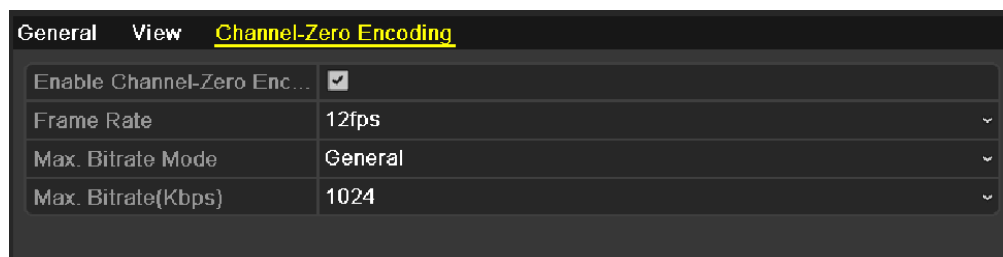 General View Channel-Zero Encoding
Enable Channel-Zero Enc...
Frame Rate 12fps
Max. Bitrate Mode General
Max. Bitrate(Kbps) 1024